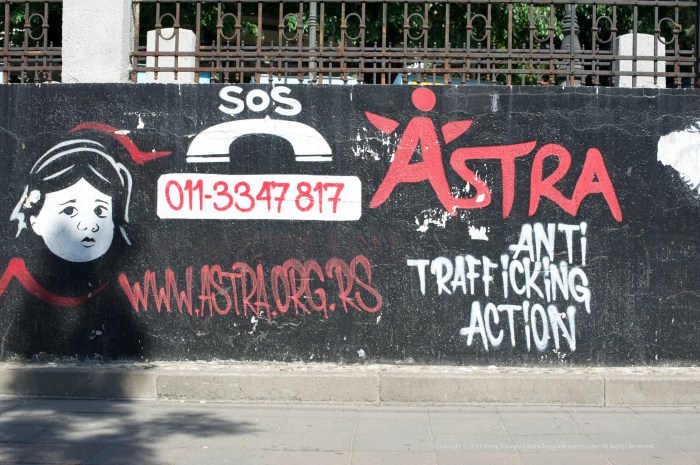 SOS
011-3347 817
ASTRA
ANTI
TRAFFICKING
ACTION
WWW.ASTRA.ORG.RS